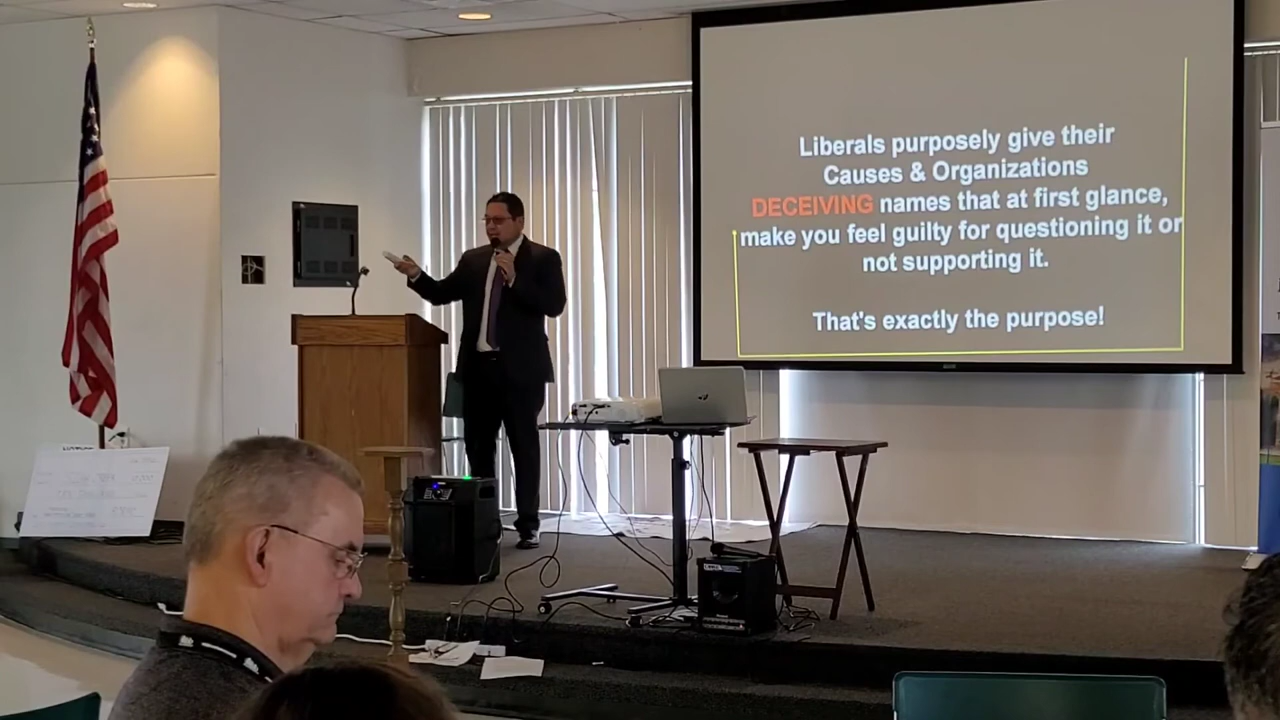 Liberals purposely give their
Causes & Organizations
DECEIVING names that at first glance,
make you feel guilty for questioning it or
not supporting it.
That's exactly the purpose!